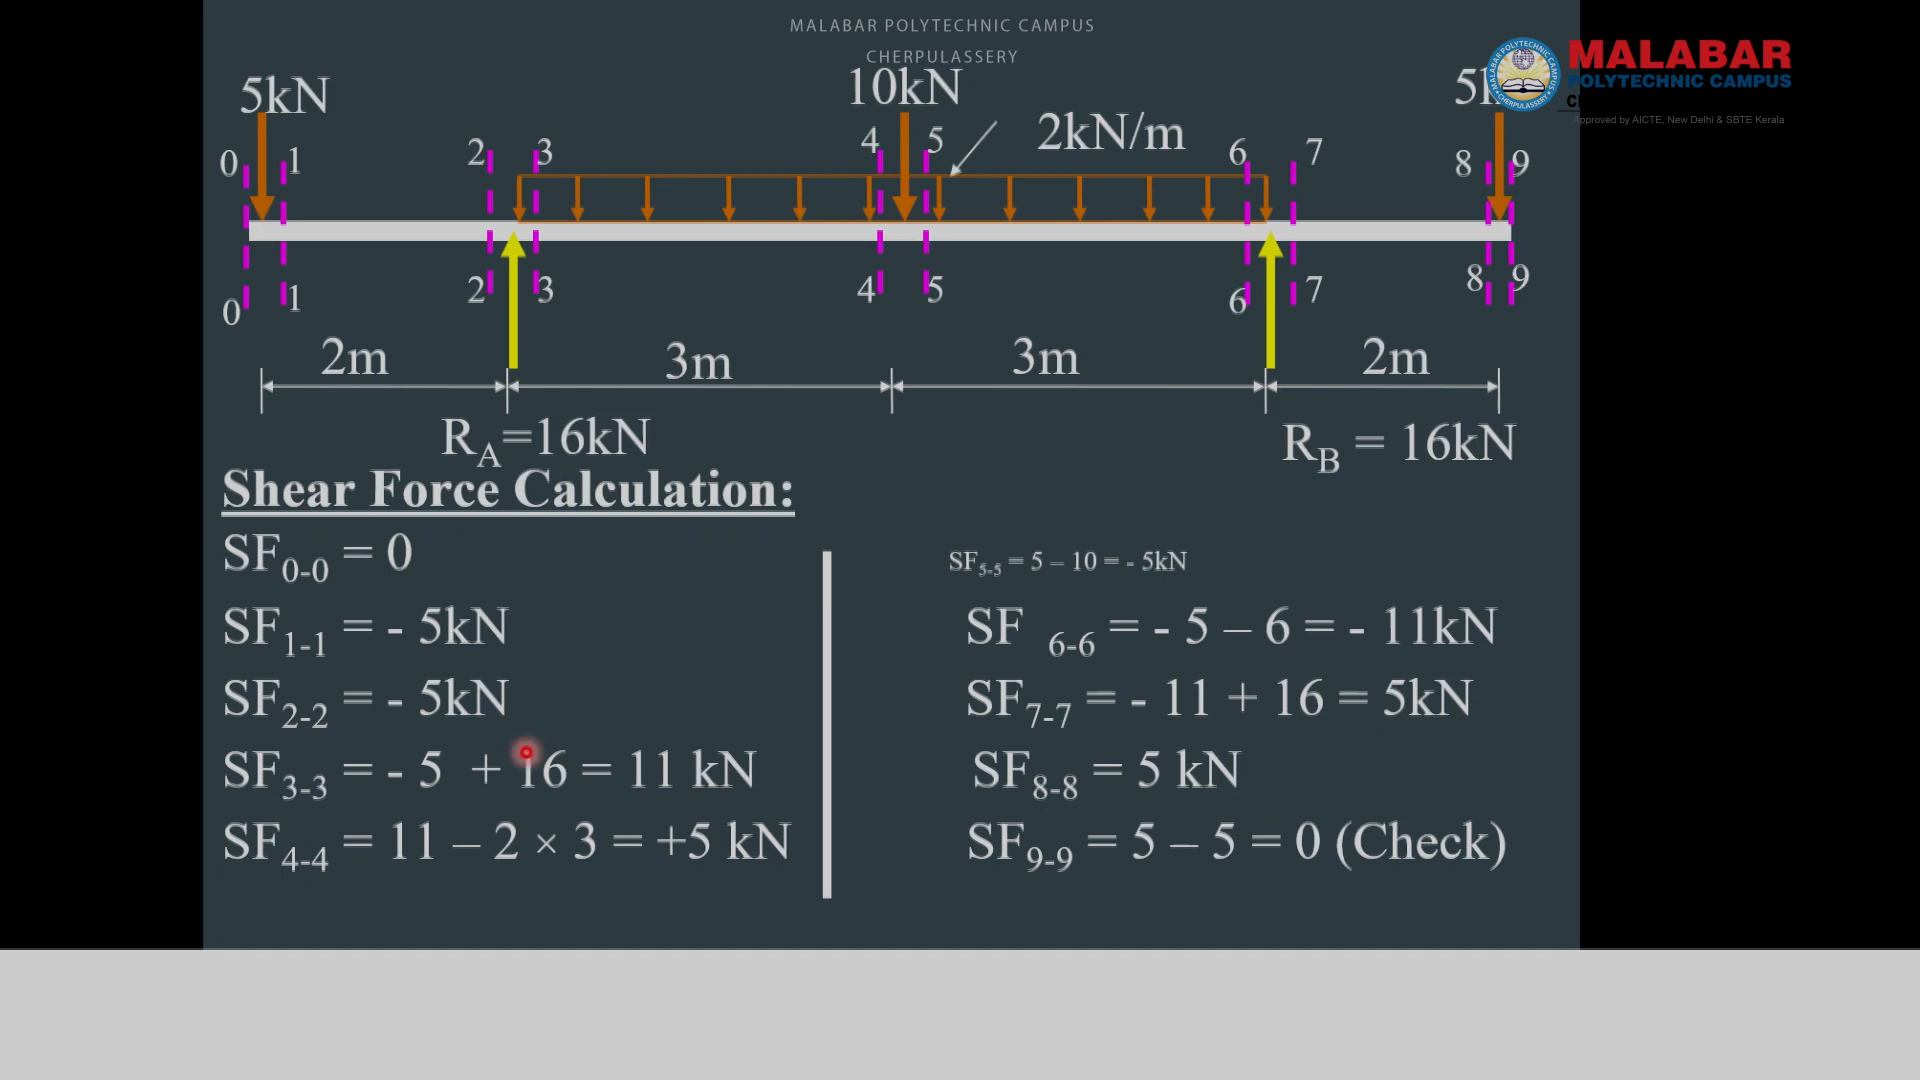 MALABAR POLYTECHNIC CAMPUS
CHERPULASSERY
MALABAR
POLYTECHNIC CAMPUS
Approved by AICTE, New Delhi & SBTE Kerala
5kN
10kN
2kN/m
0 1 2 3 4 5 6 7 8 9
0 1 2 3 4 5 6 7 8 9
2m 3m 3m 2m
RA=16kN
RB = 16kN
Shear Force Calculation:
SF0-0 = 0
SF1-1 = - 5kN
SF2-2 = - 5kN
SF3-3 = - 5 + 16 = 11 kN
SF4-4 = 11 – 2 × 3 = +5 kN
SF5-5 = 5 – 10 = - 5kN
SF 6-6 = - 5 – 6 = - 11kN
SF7-7 = - 11 + 16 = 5kN
SF8-8 = 5 kN
SF9-9 = 5 – 5 = 0 (Check)